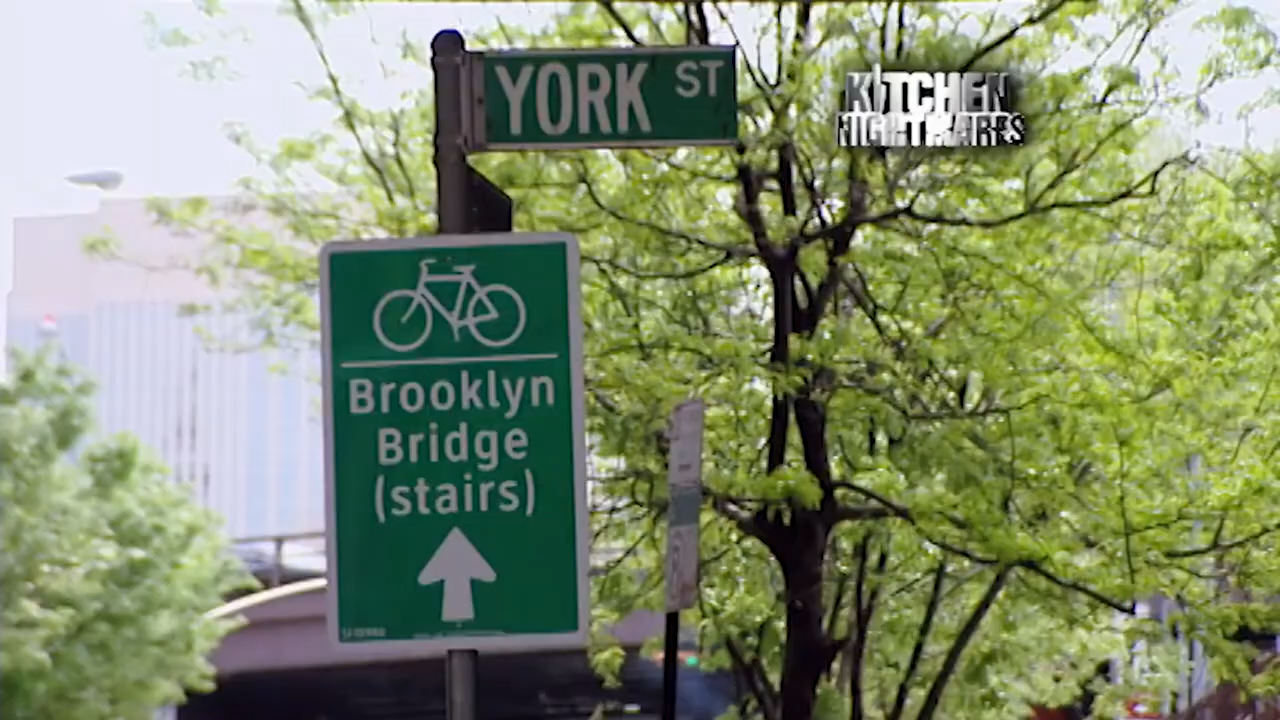 YORK ST
KITCHEN
NIGHTMARES
Brooklyn
Bridge
(stairs)